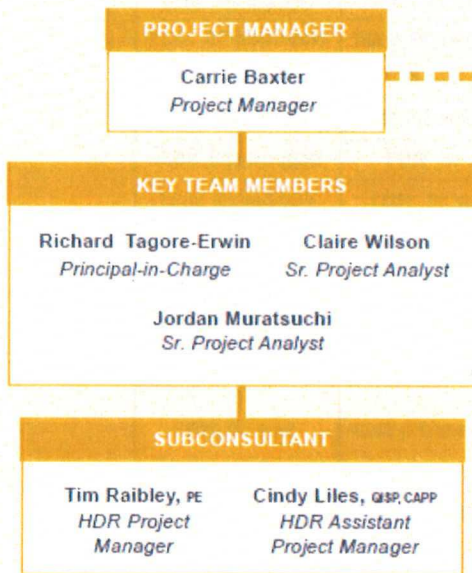 PROJECT MANAGER
Carrie Baxter
Project Manager
KEY TEAM MEMBERS
Richard Tagore-Erwin
Principal-in-Charge
Claire Wilson
Sr. Project Analyst
Jordan Muratsuchi
Sr. Project Analyst
SUBCONSULTANT
Tim Raibley, PE
HDR Project
Manager
Cindy Liles, QISP, CAPP
HDR Assistant
Project Manager